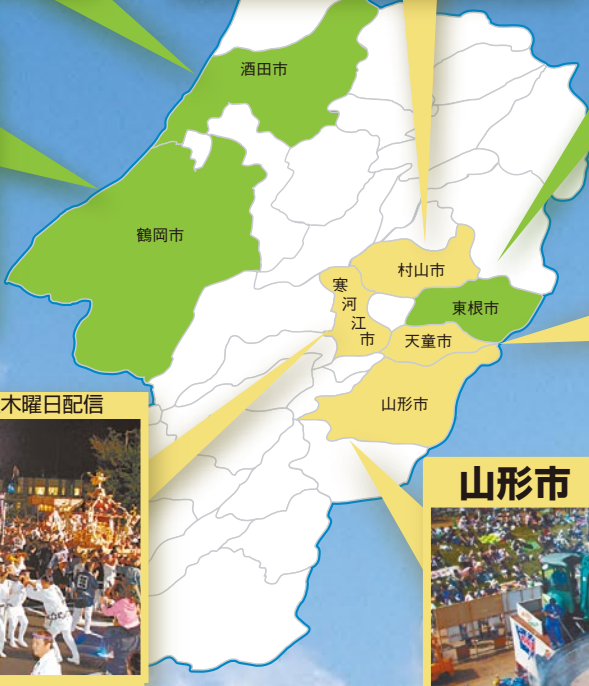 酒田市
鶴岡市
村山市
寒河江市
東根市
天童市
山形市
木曜日配信
山形市